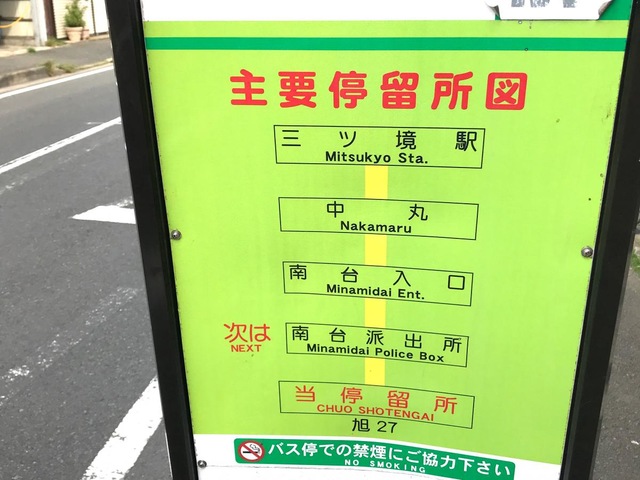 主要停留所図
三ツ境駅
Mitsukyo Sta.
中丸
Nakamaru
南台入口
Minamidai Ent.
次は
NEXT
南台派出所
Minamidai Police Box
当停留所
CHUO SHOTENGAI
旭 27
バス停での禁煙にご協力下さい
NO SMOKING